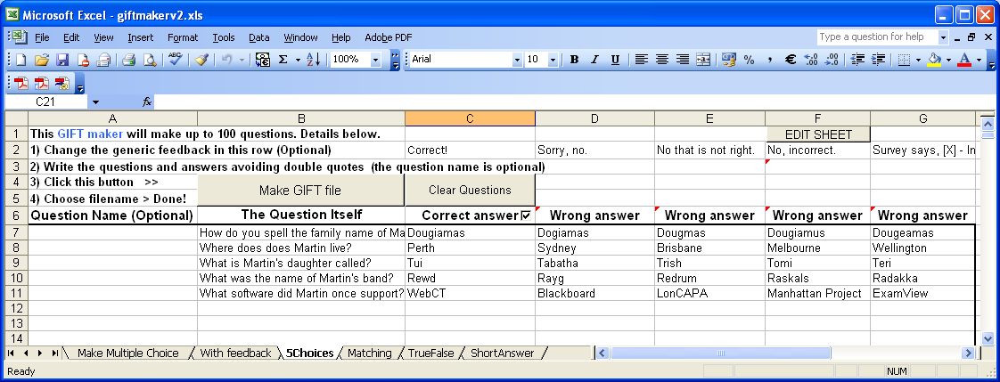 Microsoft Excel - giftmakerv2.xls
File Edit View Insert Format Tools Data Window Help Adobe PDF Type a question for help
100% Arial 10 B I U % , €
C21 fx
A B C D E F G
1 This GIFT maker will make up to 100 questions. Details below. EDIT SHEET
2 1) Change the generic feedback in this row (Optional) Correct! Sorry, no. No that is not right. No, incorrect. Survey says, [X] - In
3 2) Write the questions and answers avoiding double quotes (the question name is optional)
4 3) Click this button >> Make GIFT file Clear Questions
5 4) Choose filename > Done!
6 Question Name (Optional) The Question Itself Correct answer Wrong answer Wrong answer Wrong answer Wrong answer
7 How do you spell the family name of Ma Dougiamas Dogiamas Dougmas Dougiamus Dougeamas
8 Where does does Martin live? Perth Sydney Brisbane Melbourne Wellington
9 What is Martin's daughter called? Tui Tabatha Trish Tomi Teri
10 What was the name of Martin's band? Rewd Rayg Redrum Raskals Radakka
11 What software did Martin once support? WebCT Blackboard LonCAPA Manhattan Project ExamView
12
13
14
Make Multiple Choice With feedback 5Choices Matching TrueFalse ShortAnswer
Ready NUM